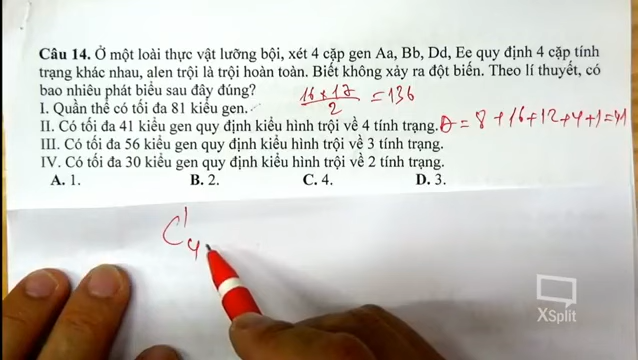 Câu 14. Ở một loài thực vật lưỡng bội, xét 4 cặp gen Aa, Bb, Dd, Ee quy định 4 cặp tính
trạng khác nhau, alen trội là trội hoàn toàn. Biết không xảy ra đột biến. Theo lí thuyết, có
bao nhiêu phát biểu sau đây đúng?
16 x 17 / 2 = 136
I. Quần thể có tối đa 81 kiểu gen.
II. Có tối đa 41 kiểu gen quy định kiểu hình trội về 4 tính trạng. = 8 + 16 + 12 + 4 + 1 = 41
III. Có tối đa 56 kiểu gen quy định kiểu hình trội về 3 tính trạng.
IV. Có tối đa 30 kiểu gen quy định kiểu hình trội về 2 tính trạng.
A. 1. B. 2. C. 4. D. 3.
C 1 4
XSplit